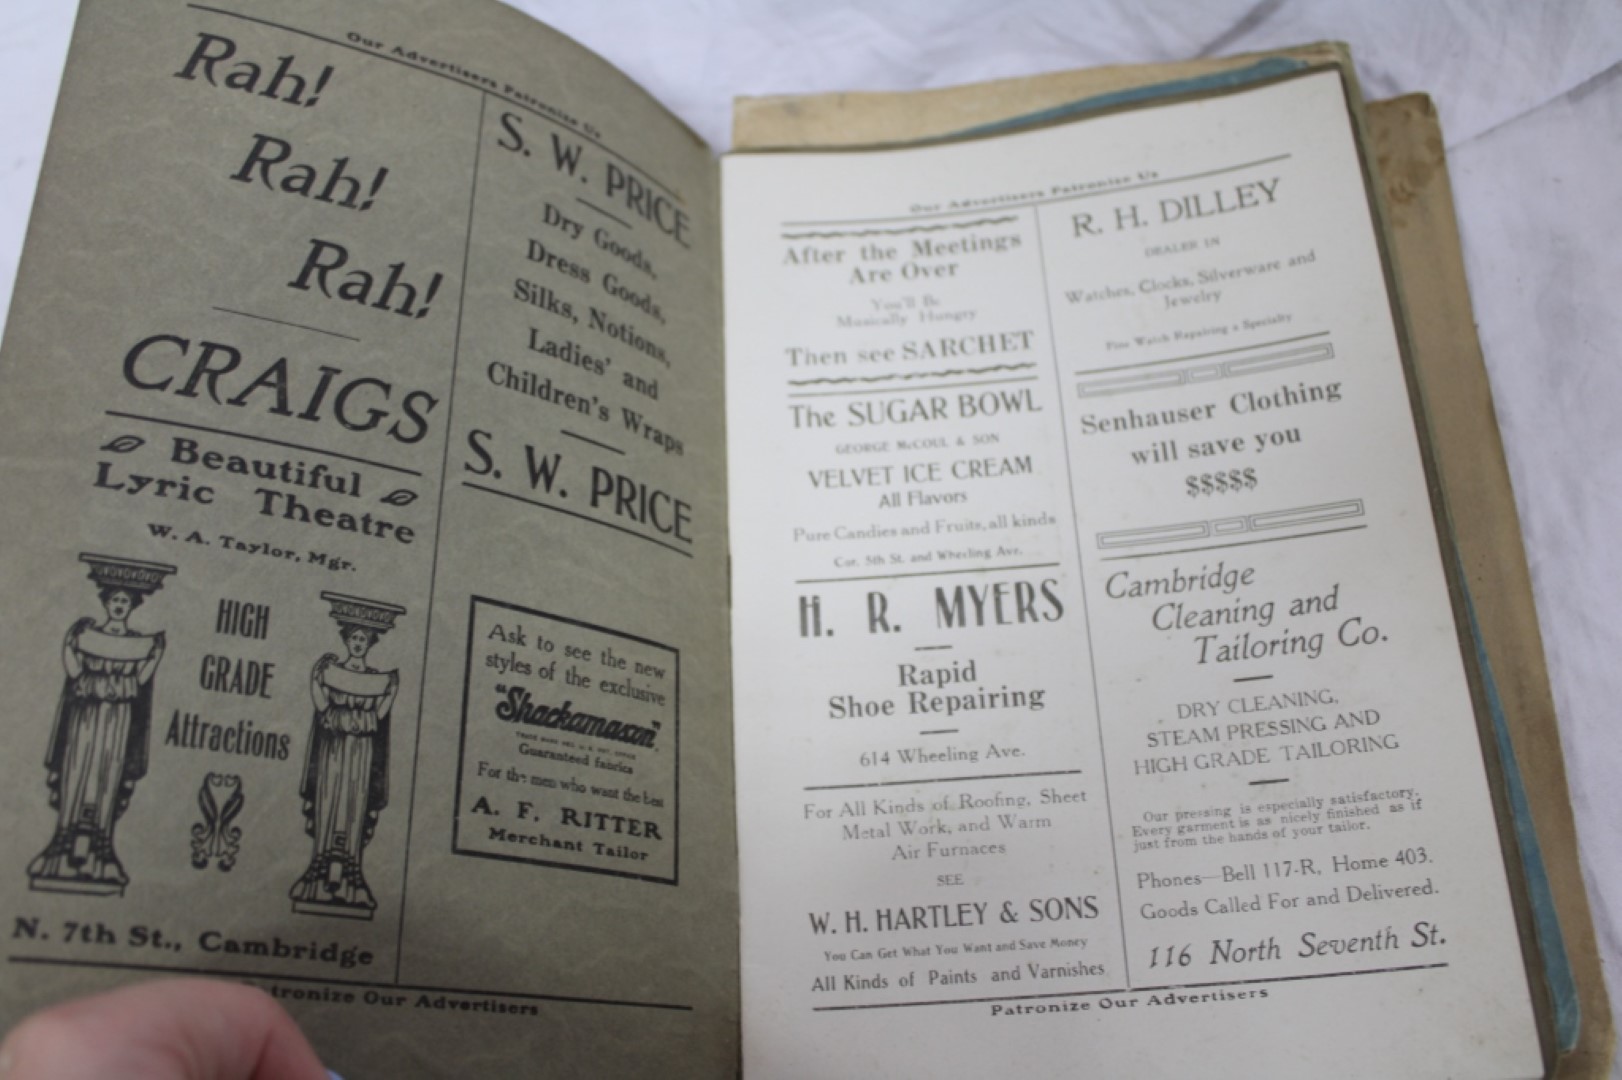 Our Advertisers Patronize Us
Rah!
Rah!
Rah!
CRAIGS
Beautiful
Lyric Theatre
W. A. Taylor, Mgr.
HIGH
GRADE
Attractions
N. 7th St., Cambridge
S. W. PRICE
Dry Goods,
Dress Goods,
Silks, Notions,
Ladies' and
Children's Wraps
S. W. PRICE
Ask to see the new
styles of the exclusive
"Shackamaxon"
TRADE MARK REG. U. S. PAT. OFFICE
Guaranteed fabrics
For the men who want the best
A. F. RITTER
Merchant Tailor
tronize Our Advertisers
Our Advertisers Patronize Us
After the Meetings
Are Over
You'll Be
Musically Hungry
Then see SARCHET
The SUGAR BOWL
GEORGE McCOUL & SON
VELVET ICE CREAM
All Flavors
Pure Candies and Fruits, all kinds
Cor. 5th St. and Wheeling Ave.
H. R. MYERS
Rapid
Shoe Repairing
614 Wheeling Ave.
For All Kinds of Roofing, Sheet
Metal Work, and Warm
Air Furnaces
SEE
W. H. HARTLEY & SONS
You Can Get What You Want and Save Money
All Kinds of Paints and Varnishes
R. H. DILLEY
DEALER IN
Watches, Clocks, Silverware and
Jewelry
Fine Watch Repairing a Specialty
Senhauser Clothing
will save you
$$$$$
Cambridge
Cleaning and
Tailoring Co.
DRY CLEANING,
STEAM PRESSING AND
HIGH GRADE TAILORING
Our pressing is especially satisfactory.
Every garment is as nicely finished as if
just from the hands of your tailor.
Phones—Bell 117-R, Home 403.
Goods Called For and Delivered.
116 North Seventh St.
Patronize Our Advertisers